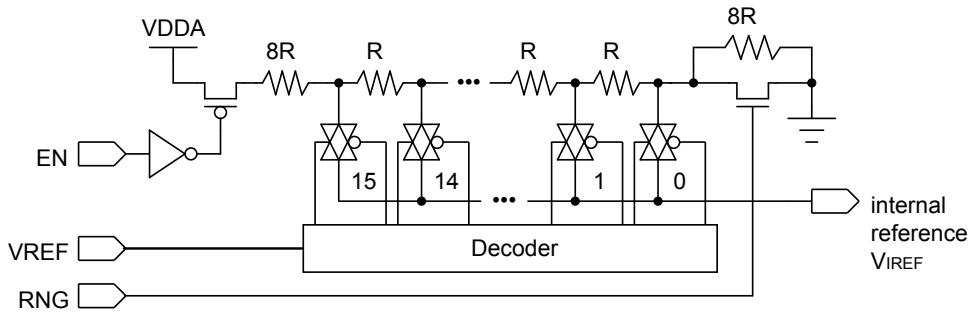 VDDA
8R
R
R
R
8R
•••
EN
15
14
1
0
•••
internal
reference
VIREF
VREF
Decoder
RNG